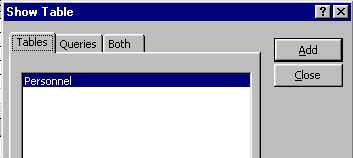 Show Table
Tables Queries Both
Add
Close
Personnel